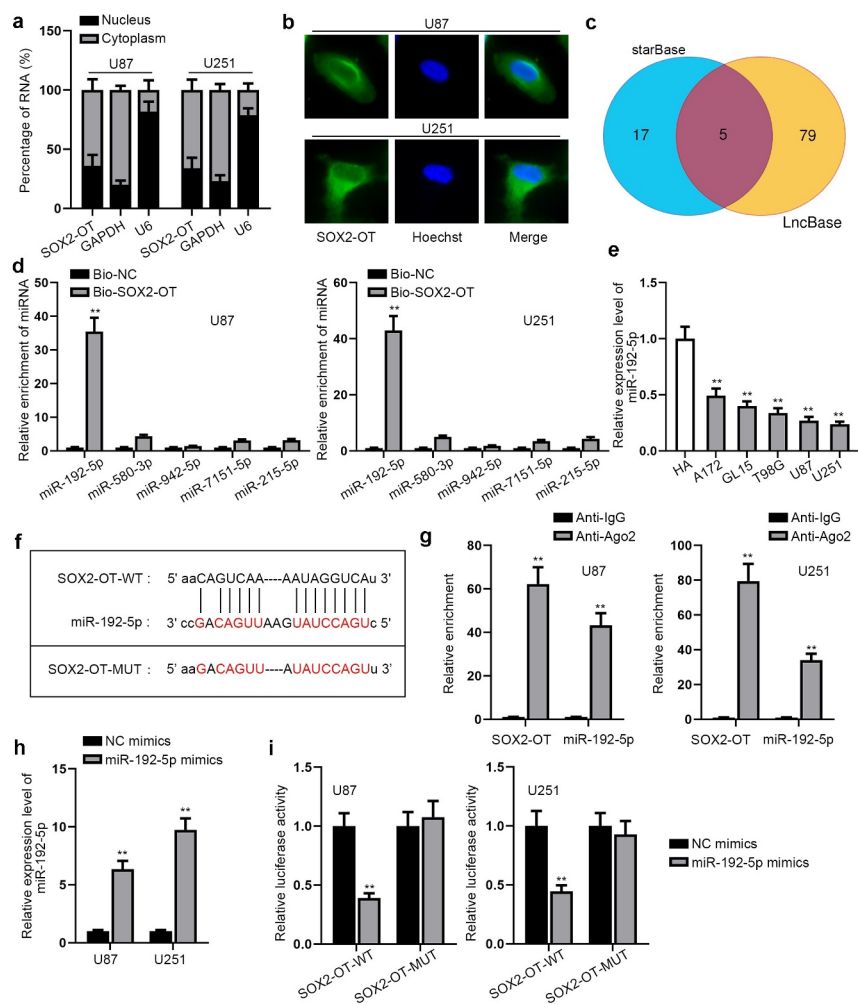 a
Nucleus
Cytoplasm
U87
U251
Percentage of RNA (%)
150
100
50
0
SOX2-OT
GAPDH
U6
SOX2-OT
GAPDH
U6
b
U87
U251
SOX2-OT
Hoechst
Merge
c
starBase
17
5
79
LncBase
d
Bio-NC
Bio-SOX2-OT
U87
Relative enrichment of miRNA
50
40
30
20
10
0
**
miR-192-5p
miR-580-3p
miR-942-5p
miR-7151-5p
miR-215-5p
Bio-NC
Bio-SOX2-OT
U251
Relative enrichment of miRNA
60
40
20
0
**
miR-192-5p
miR-580-3p
miR-942-5p
miR-7151-5p
miR-215-5p
e
Relative expression level of
miR-192-5p
1.5
1.0
0.5
0.0
**
**
**
**
**
HA
A172
GL15
T98G
U87
U251
f
SOX2-OT-WT : 5' aaCAGUCAA----AAUAGGUCAu 3'
miR-192-5p : 3' ccGACAGUUAAGUAUCCAGUc 5'
SOX2-OT-MUT : 5' aaGACAGUU----AUAUCCAGUu 3'
g
Anti-IgG
Anti-Ago2
U87
Relative enrichment
80
60
40
20
0
**
**
SOX2-OT
miR-192-5p
Anti-IgG
Anti-Ago2
U251
Relative enrichment
100
80
60
40
20
0
**
**
SOX2-OT
miR-192-5p
h
NC mimics
miR-192-5p mimics
Relative expression level of
miR-192-5p
15
10
5
0
**
**
U87
U251
i
U87
Relative luciferase activity
1.5
1.0
0.5
0.0
**
SOX2-OT-WT
SOX2-OT-MUT
U251
Relative luciferase activity
1.5
1.0
0.5
0.0
**
SOX2-OT-WT
SOX2-OT-MUT
NC mimics
miR-192-5p mimics